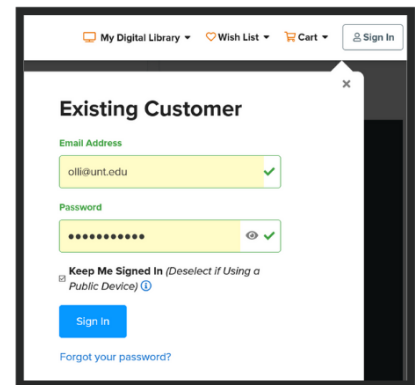 My Digital Library Wish List Cart Sign In
Existing Customer
Email Address
olli@unt.edu
Password
•••••••••••
Keep Me Signed In (Deselect if Using a
Public Device)
Sign In
Forgot your password?